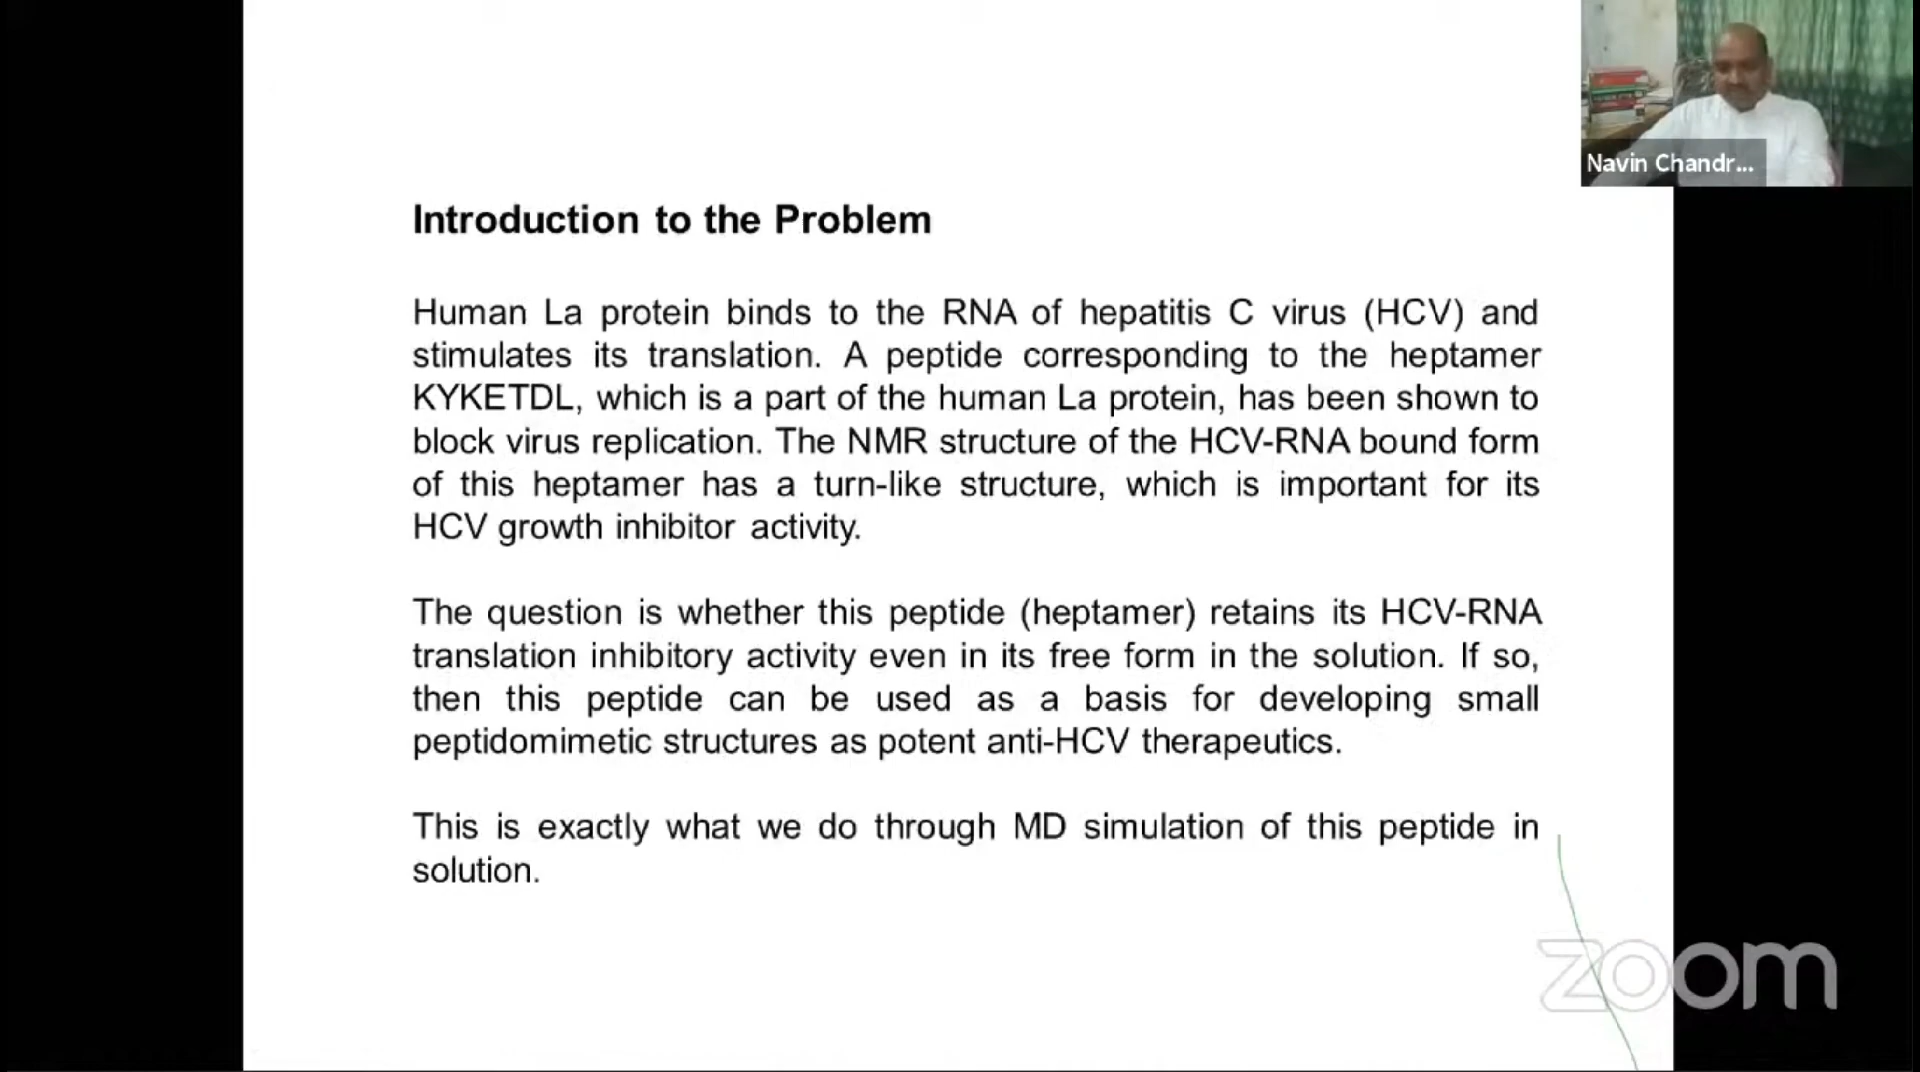 Navin Chandr...
Introduction to the Problem
Human La protein binds to the RNA of hepatitis C virus (HCV) and
stimulates its translation. A peptide corresponding to the heptamer
KYKETDL, which is a part of the human La protein, has been shown to
block virus replication. The NMR structure of the HCV-RNA bound form
of this heptamer has a turn-like structure, which is important for its
HCV growth inhibitor activity.
The question is whether this peptide (heptamer) retains its HCV-RNA
translation inhibitory activity even in its free form in the solution. If so,
then this peptide can be used as a basis for developing small
peptidomimetic structures as potent anti-HCV therapeutics.
This is exactly what we do through MD simulation of this peptide in
solution.
zoom